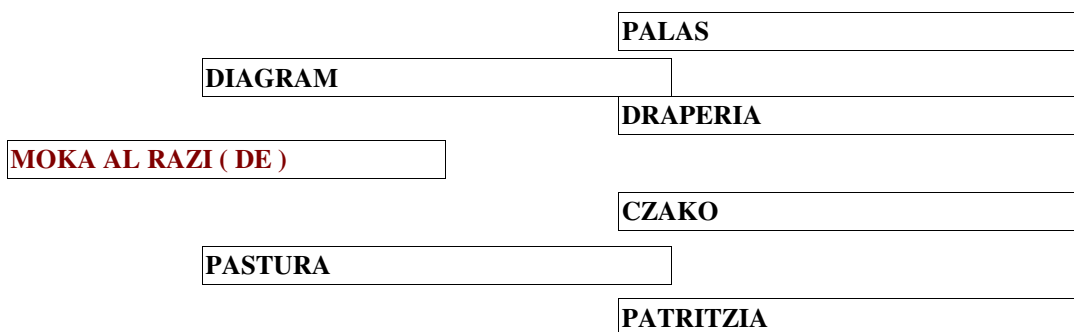 PALAS
DIAGRAM
DRAPERIA
MOKA AL RAZI ( DE )
CZAKO
PASTURA
PATRITZIA